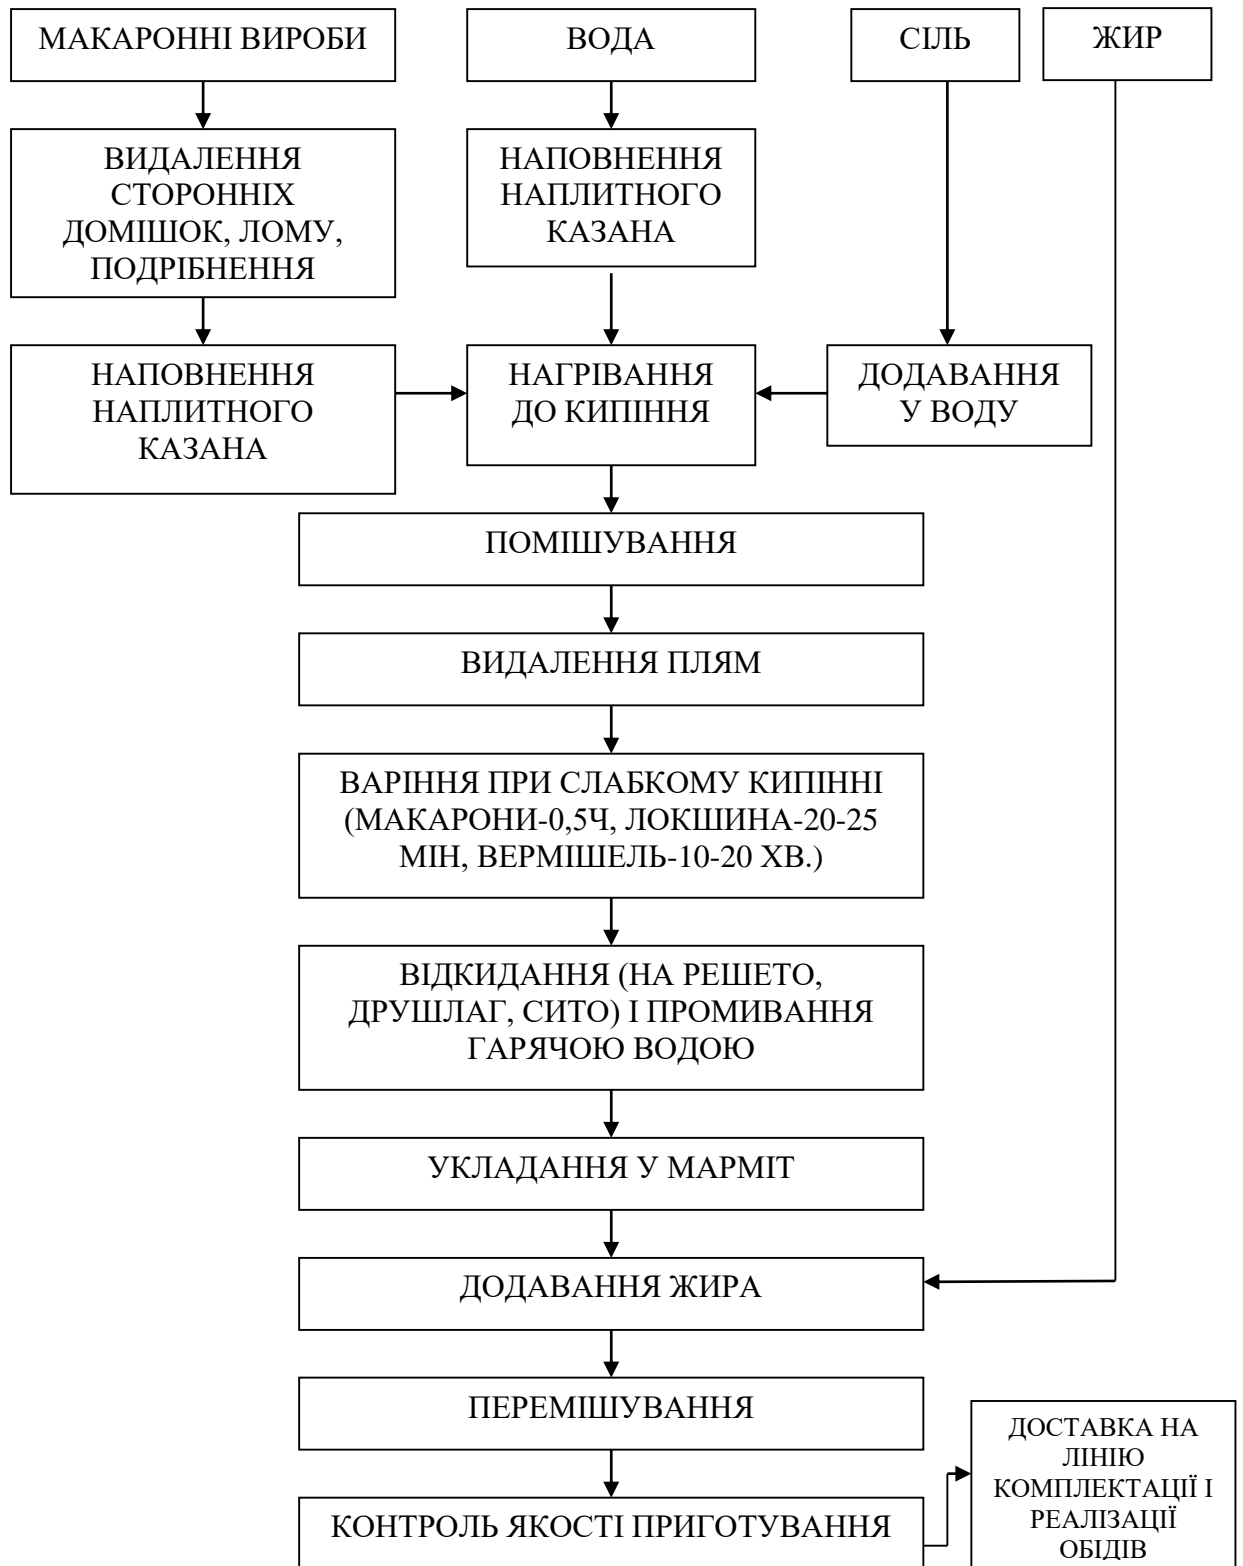 МАКАРОННІ ВИРОБИ
ВОДА
СІЛЬ
ЖИР
ВИДАЛЕННЯ
СТОРОННІХ
ДОМІШОК, ЛОМУ,
ПОДРІБНЕННЯ
НАПОВНЕННЯ
НАПЛИТНОГО
КАЗАНА
НАПОВНЕННЯ
НАПЛИТНОГО
КАЗАНА
НАГРІВАННЯ
ДО КИПІННЯ
ДОДАВАННЯ
У ВОДУ
ПОМІШУВАННЯ
ВИДАЛЕННЯ ПЛЯМ
ВАРІННЯ ПРИ СЛАБКОМУ КИПІННІ
(МАКАРОНИ-0,5Ч, ЛОКШИНА-20-25
МІН, ВЕРМІШЕЛЬ-10-20 ХВ.)
ВІДКИДАННЯ (НА РЕШЕТО,
ДРУШЛАГ, СИТО) І ПРОМИВАННЯ
ГАРЯЧОЮ ВОДОЮ
УКЛАДАННЯ У МАРМІТ
ДОДАВАННЯ ЖИРА
ПЕРЕМІШУВАННЯ
КОНТРОЛЬ ЯКОСТІ ПРИГОТУВАННЯ
ДОСТАВКА НА
ЛІНІЮ
КОМПЛЕКТАЦІЇ І
РЕАЛІЗАЦІЇ
ОБІДІВ